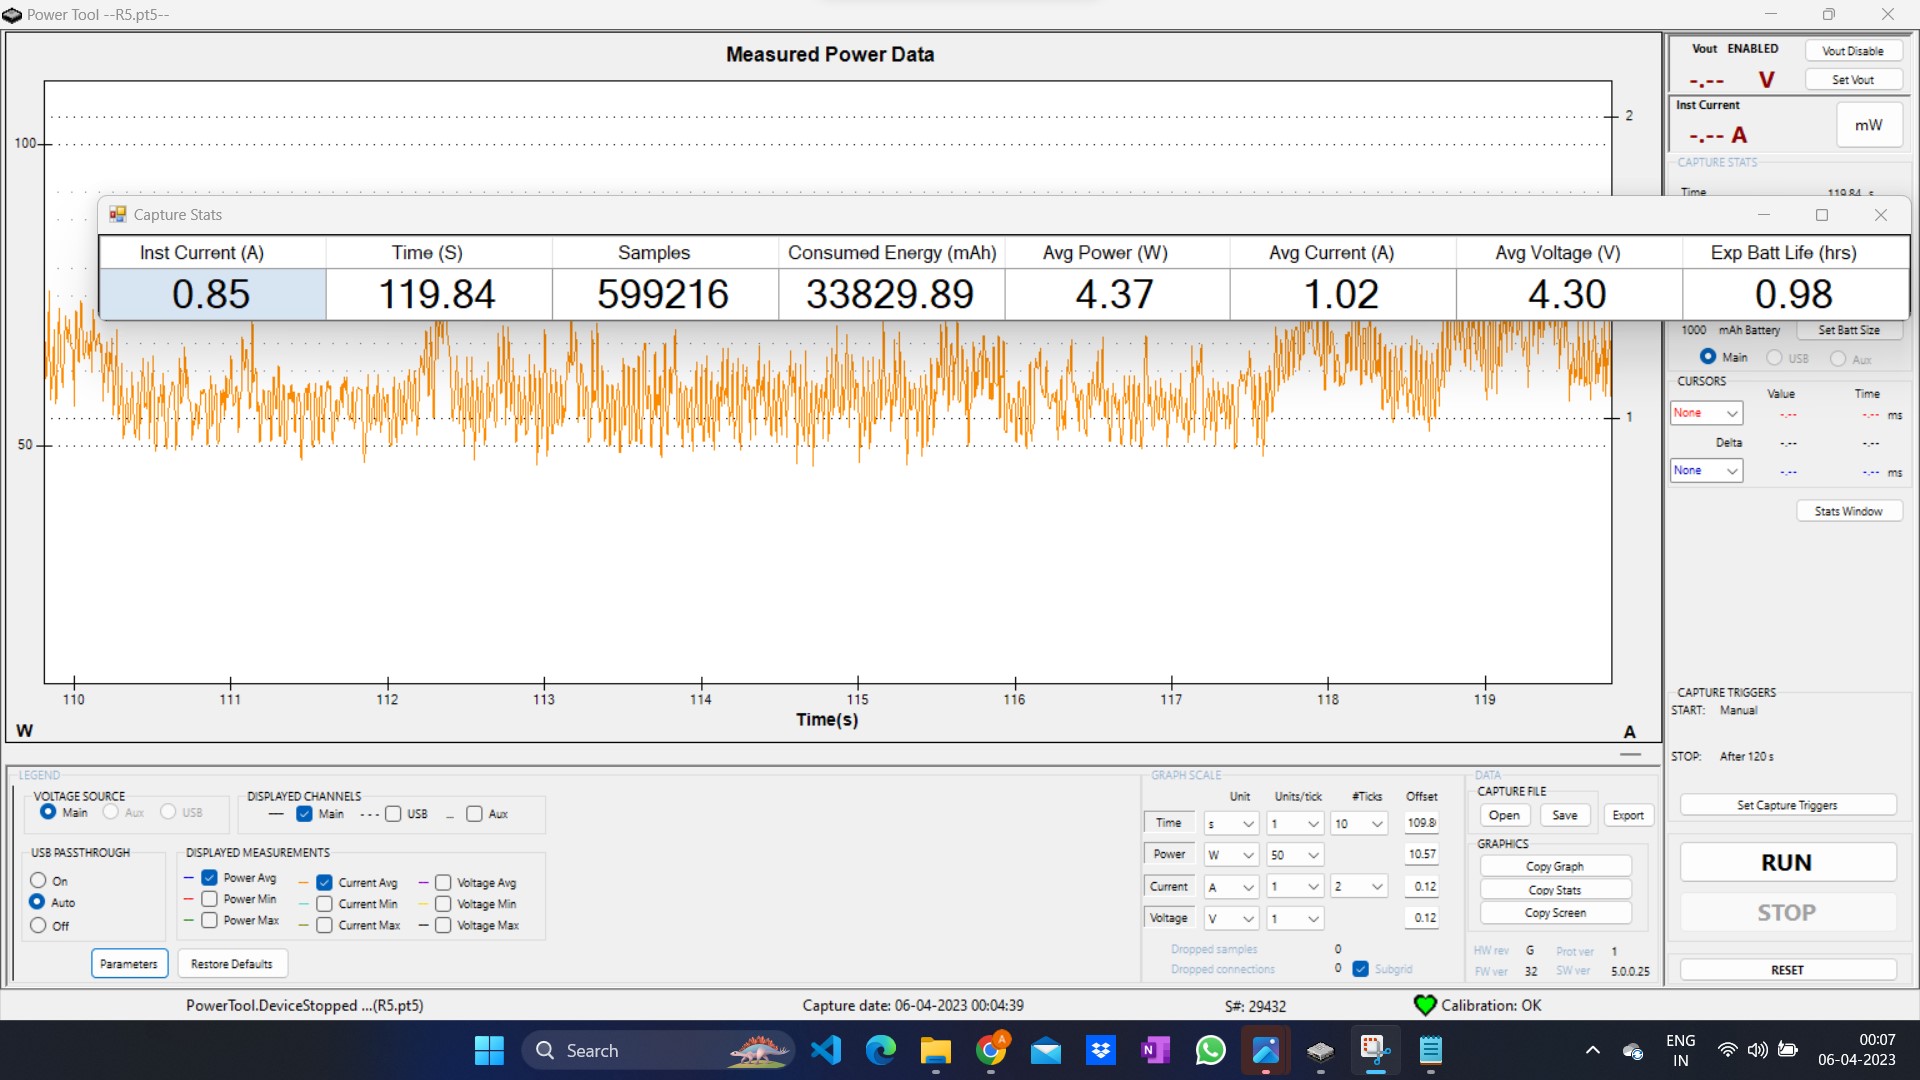 Power Tool --R5.pt5--
Measured Power Data
100
50
2
1
Capture Stats
Inst Current (A) Time (S) Samples Consumed Energy (mAh) Avg Power (W) Avg Current (A) Avg Voltage (V) Exp Batt Life (hrs)
0.85 119.84 599216 33829.89 4.37 1.02 4.30 0.98
110 111 112 113 114 115 116 117 118 119
Time(s)
W
A
Vout ENABLED Vout Disable
-.-- V Set Vout
Inst Current
-.-- A mW
CAPTURE STATS
Time 119.84 s
1000 mAh Battery Set Batt Size
Main USB Aux
CURSORS
Value Time
None -.-- -.-- ms
Delta -.-- -.--
None -.-- -.-- ms
Stats Window
CAPTURE TRIGGERS
START: Manual
STOP: After 120 s
Set Capture Triggers
RUN
STOP
RESET
LEGEND
VOLTAGE SOURCE
Main Aux USB
DISPLAYED CHANNELS
Main USB Aux
USB PASSTHROUGH
On
Auto
Off
DISPLAYED MEASUREMENTS
Power Avg Current Avg Voltage Avg
Power Min Current Min Voltage Min
Power Max Current Max Voltage Max
Parameters Restore Defaults
GRAPH SCALE
Unit Units/tick #Ticks Offset
Time s 1 10 109.8
Power W 50 10.57
Current A 1 2 0.12
Voltage V 1 0.12
Dropped samples 0
Dropped connections 0 Subgrid
DATA
CAPTURE FILE
Open Save Export
GRAPHICS
Copy Graph
Copy Stats
Copy Screen
HW rev G Prot ver 1
FW ver 32 SW ver 5.0.0.25
PowerTool.DeviceStopped ...(R5.pt5) Capture date: 06-04-2023 00:04:39 S#: 29432 Calibration: OK
Search
A
N
ENG
IN
00:07
06-04-2023